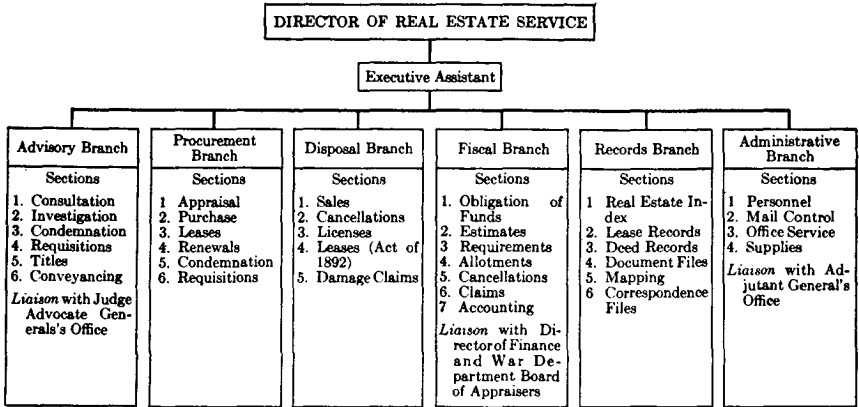 DIRECTOR OF REAL ESTATE SERVICE
Executive Assistant
Advisory Branch
Sections
1. Consultation
2. Investigation
3. Condemnation
4. Requisitions
5. Titles
6. Conveyancing
Liaison with Judge
Advocate Gen-
erals's Office
Procurement
Branch
Sections
1 Appraisal
2. Purchase
3. Leases
4. Renewals
5. Condemnation
6. Requisitions
Disposal Branch
Sections
1. Sales
2. Cancellations
3. Licenses
4. Leases (Act of
1892)
5. Damage Claims
Fiscal Branch
Sections
1. Obligation of
Funds
2. Estimates
3 Requirements
4. Allotments
5. Cancellations
6. Claims
7 Accounting
Liaison with Di-
rector of Finance
and War De-
partment Board
of Appraisers
Records Branch
Sections
1 Real Estate In-
dex
2. Lease Records
3. Deed Records
4. Document Files
5. Mapping
6 Correspondence
Files
Administrative
Branch
Sections
1 Personnel
2. Mail Control
3. Office Service
4. Supplies
Liaison with Ad-
jutant General's
Office